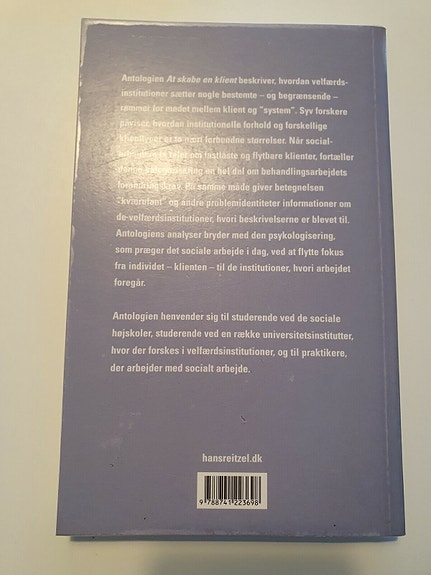 Antologien At skabe en klient beskriver, hvordan velfærds-
institutioner sætter nogle bestemte – og begrænsende –
rammer for mødet mellem klient og "system". Syv forskere
påviser, hvordan institutionelle forhold og forskellige
klienttyper er to nært forbundne størrelser. Når social-
arbejdere taler om fastlåste og flytbare klienter, fortæller
denne kategorisering en hel del om behandlingsarbejdets
forandringskrav. På samme måde giver betegnelsen
"kværulant" og andre problemidentiteter informationer om
de velfærdsinstitutioner, hvori beskrivelserne er blevet til.
Antologiens analyser bryder med den psykologisering,
som præger det sociale arbejde i dag, ved at flytte fokus
fra individet – klienten – til de institutioner, hvori arbejdet
foregår.
Antologien henvender sig til studerende ved de sociale
højskoler, studerende ved en række universitetsinstitutter,
hvor der forskes i velfærdsinstitutioner, og til praktikere,
der arbejder med socialt arbejde.
hansreitzel.dk
9 788741 223698